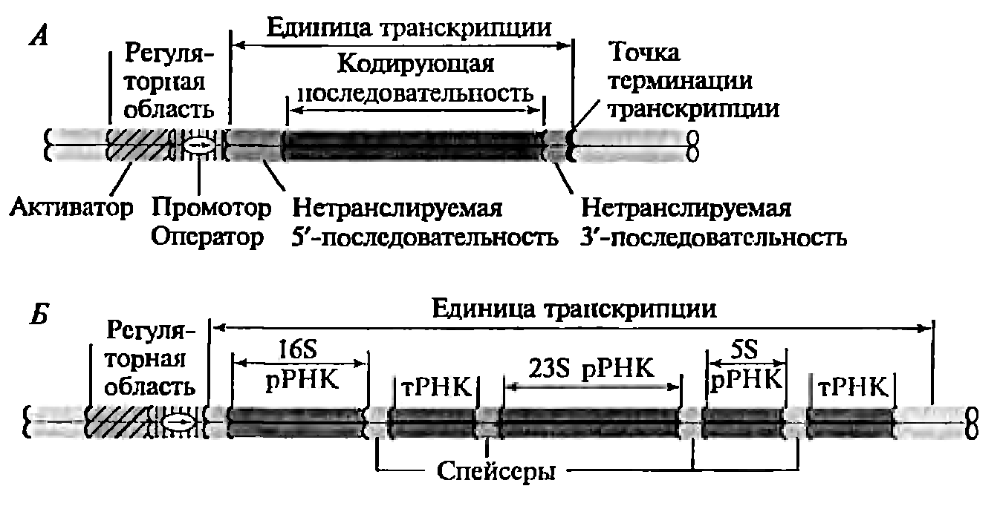 А
Единица транскрипции
Регуля-
торная
область
Кодирующая
последовательность
Точка
терминации
транскрипции
Активатор
Промотор
Оператор
Нетранслируемая
5′-последовательность
Нетранслируемая
3′-последовательность
Б
Единица транскрипции
Регуля-
торная
область
16S
рРНК
тРНК
23S рРНК
5S
рРНК
тРНК
Спейсеры